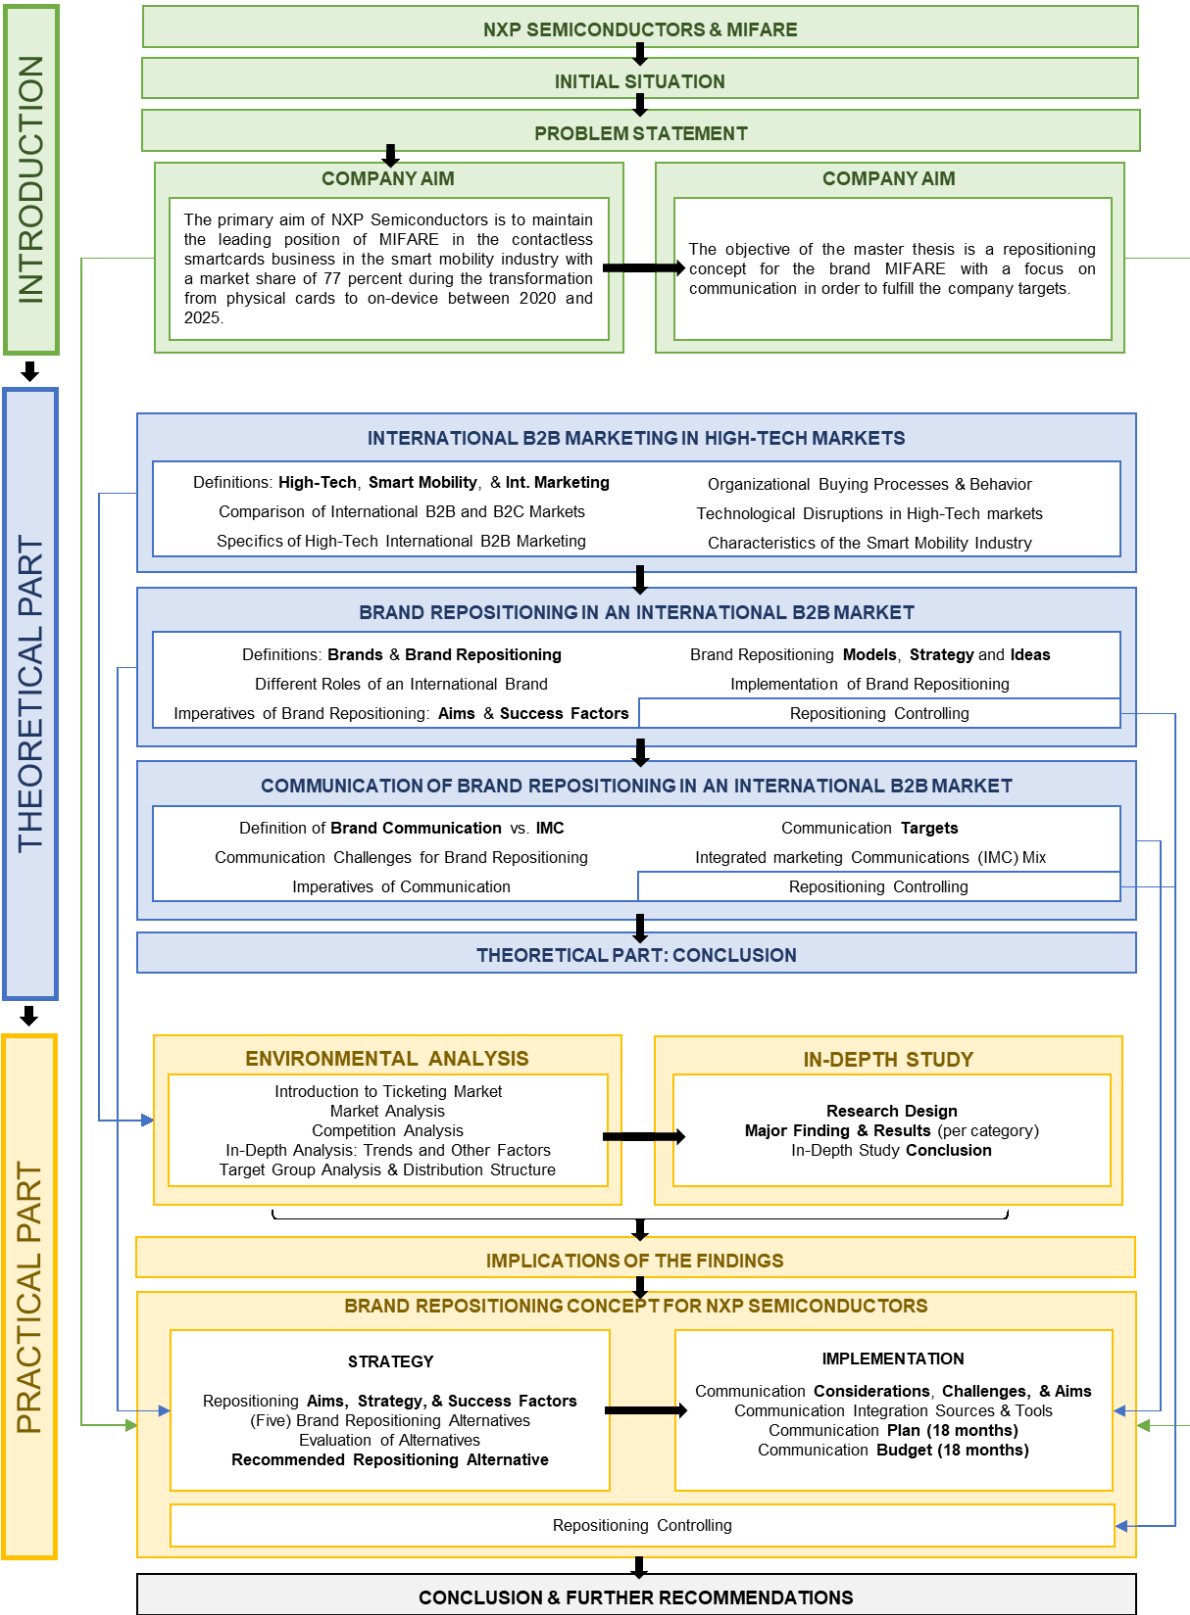 INTRODUCTION
NXP SEMICONDUCTORS & MIFARE
INITIAL SITUATION
PROBLEM STATEMENT
COMPANY AIM
The primary aim of NXP Semiconductors is to maintain
the leading position of MIFARE in the contactless
smartcards business in the smart mobility industry with
a market share of 77 percent during the transformation
from physical cards to on-device between 2020 and
2025.
COMPANY AIM
The objective of the master thesis is a repositioning
concept for the brand MIFARE with a focus on
communication in order to fulfill the company targets.
THEORETICAL PART
INTERNATIONAL B2B MARKETING IN HIGH-TECH MARKETS
Definitions: High-Tech, Smart Mobility, & Int. Marketing
Comparison of International B2B and B2C Markets
Specifics of High-Tech International B2B Marketing
Organizational Buying Processes & Behavior
Technological Disruptions in High-Tech markets
Characteristics of the Smart Mobility Industry
BRAND REPOSITIONING IN AN INTERNATIONAL B2B MARKET
Definitions: Brands & Brand Repositioning
Different Roles of an International Brand
Imperatives of Brand Repositioning: Aims & Success Factors
Brand Repositioning Models, Strategy and Ideas
Implementation of Brand Repositioning
Repositioning Controlling
COMMUNICATION OF BRAND REPOSITIONING IN AN INTERNATIONAL B2B MARKET
Definition of Brand Communication vs. IMC
Communication Challenges for Brand Repositioning
Imperatives of Communication
Communication Targets
Integrated marketing Communications (IMC) Mix
Repositioning Controlling
THEORETICAL PART: CONCLUSION
PRACTICAL PART
ENVIRONMENTAL ANALYSIS
Introduction to Ticketing Market
Market Analysis
Competition Analysis
In-Depth Analysis: Trends and Other Factors
Target Group Analysis & Distribution Structure
IN-DEPTH STUDY
Research Design
Major Finding & Results (per category)
In-Depth Study Conclusion
IMPLICATIONS OF THE FINDINGS
BRAND REPOSITIONING CONCEPT FOR NXP SEMICONDUCTORS
STRATEGY
Repositioning Aims, Strategy, & Success Factors
(Five) Brand Repositioning Alternatives
Evaluation of Alternatives
Recommended Repositioning Alternative
IMPLEMENTATION
Communication Considerations, Challenges, & Aims
Communication Integration Sources & Tools
Communication Plan (18 months)
Communication Budget (18 months)
Repositioning Controlling
CONCLUSION & FURTHER RECOMMENDATIONS